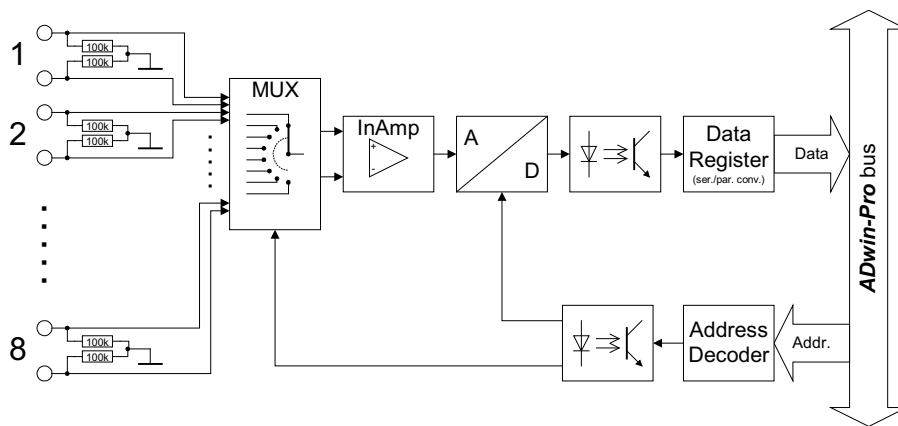 1
100k
100k
2
100k
100k
8
100k
100k
MUX
InAmp
+
-
A
D
Data
Register
(ser./par. conv.)
Data
Address
Decoder
Addr.
ADwin-Pro bus